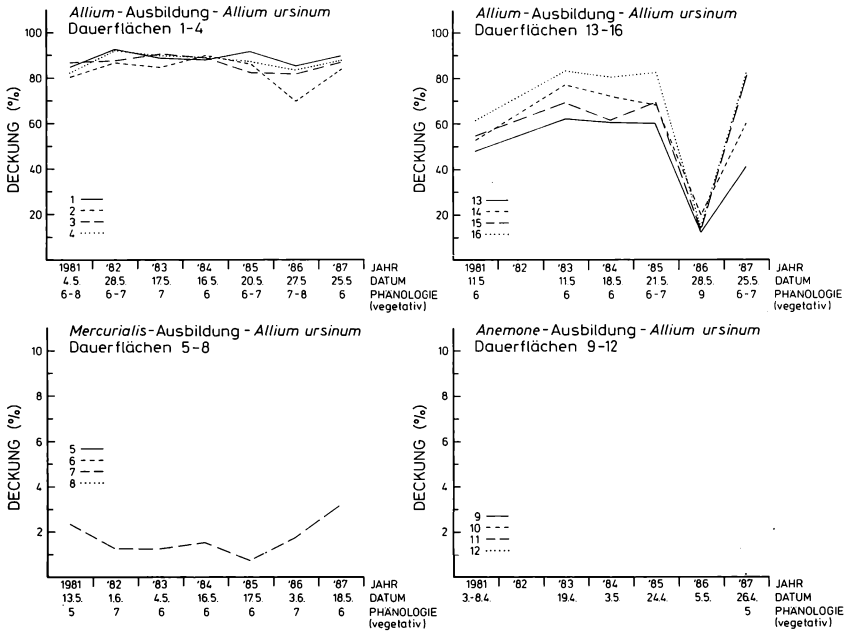 Allium-Ausbildung - Allium ursinum
Dauerflächen 1-4
DECKUNG (%)
100
80
60
40
20
1
2
3
4
1981 '82 '83 '84 '85 '86 '87 JAHR
4.5. 28.5. 17.5. 16.5. 20.5. 27.5 25.5. DATUM
6-8 6-7 7 6 6-7 7-8 6 PHÄNOLOGIE
(vegetativ)
Allium-Ausbildung - Allium ursinum
Dauerflächen 13-16
DECKUNG (%)
100
80
60
40
20
13
14
15
16
1981 '82 '83 '84 '85 '86 '87 JAHR
11.5 11.5 18.5 21.5. 28.5. 25.5. DATUM
6 6 6 6-7 9 6-7 PHÄNOLOGIE
(vegetativ)
Mercurialis-Ausbildung - Allium ursinum
Dauerflächen 5-8
DECKUNG (%)
10
8
6
4
2
5
6
7
8
1981 '82 '83 '84 '85 '86 '87 JAHR
13.5. 1.6. 4.5. 16.5. 17.5 3.6. 18.5. DATUM
5 7 6 6 6 7 6 PHÄNOLOGIE
(vegetativ)
Anemone-Ausbildung - Allium ursinum
Dauerflächen 9-12
DECKUNG (%)
10
8
6
4
2
9
10
11
12
1981 '82 '83 '84 '85 '86 '87 JAHR
3.-8.4. 19.4. 3.5. 24.4. 5.5. 26.4. DATUM
5 PHÄNOLOGIE
(vegetativ)